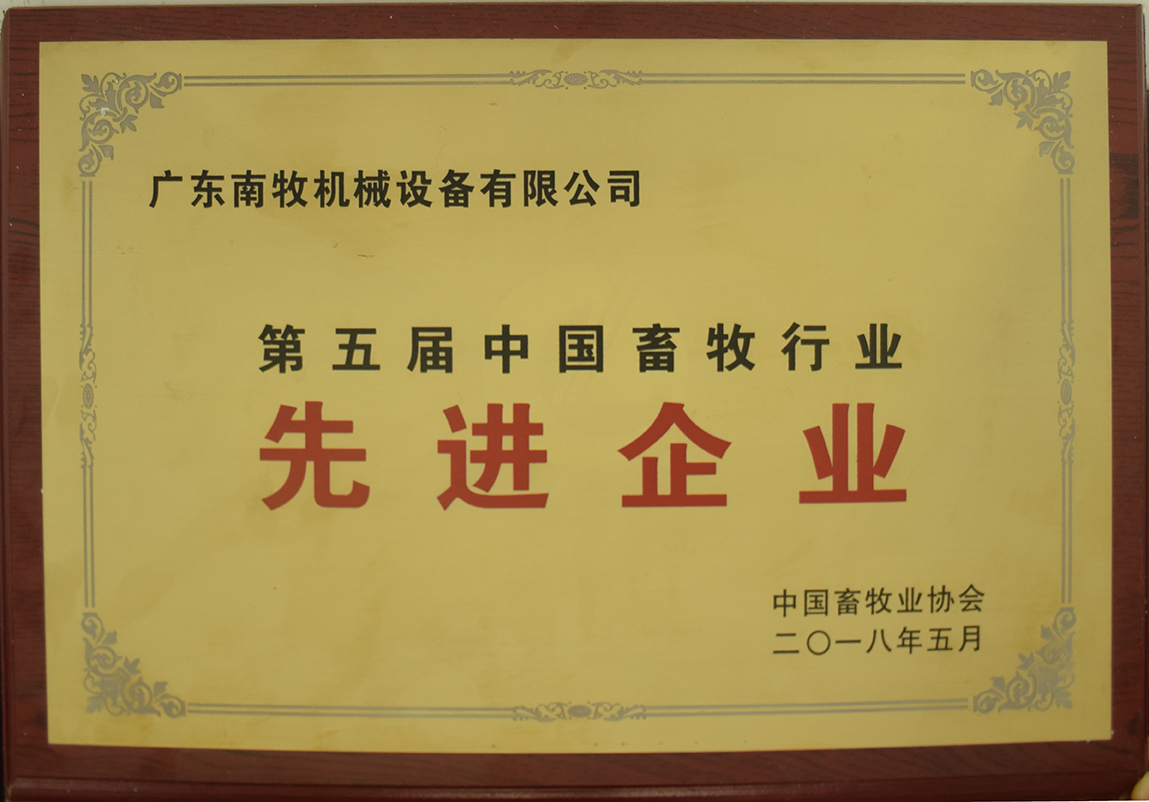 广东南牧机械设备有限公司
第五届中国畜牧行业
先进企业
中国畜牧业协会
二〇一八年五月